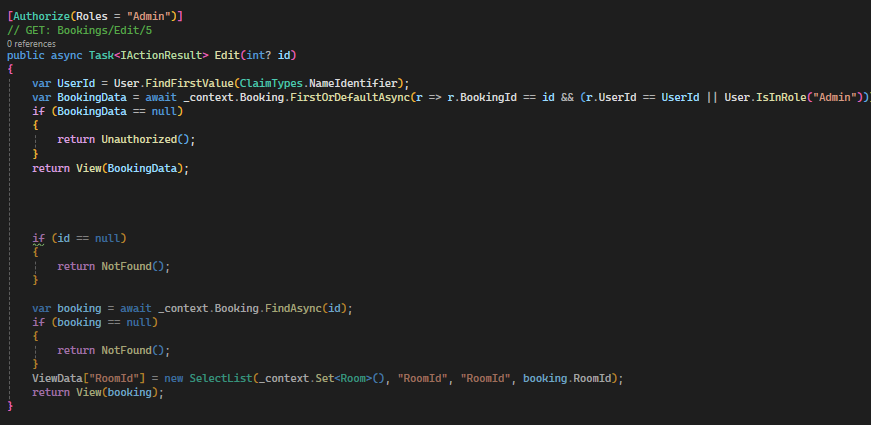 [Authorize(Roles = "Admin")]
// GET: Bookings/Edit/5
0 references
public async Task<IActionResult> Edit(int? id)
{
var UserId = User.FindFirstValue(ClaimTypes.NameIdentifier);
var BookingData = await _context.Booking.FirstOrDefaultAsync(r => r.BookingId == id && (r.UserId == UserId || User.IsInRole("Admin")))
if (BookingData == null)
{
return Unauthorized();
}
return View(BookingData);
if (id == null)
{
return NotFound();
}
var booking = await _context.Booking.FindAsync(id);
if (booking == null)
{
return NotFound();
}
ViewData["RoomId"] = new SelectList(_context.Set<Room>(), "RoomId", "RoomId", booking.RoomId);
return View(booking);
}